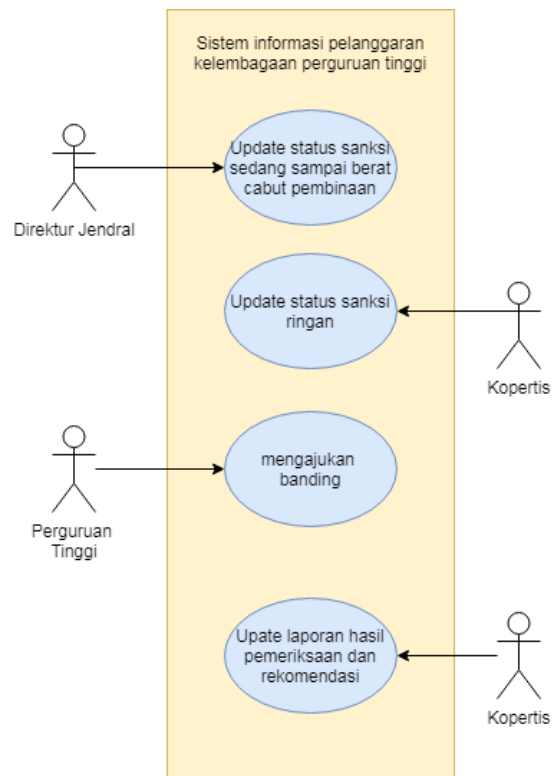 Sistem informasi pelanggaran
kelembagaan perguruan tinggi
Update status sanksi
sedang sampai berat
cabut pembinaan
Direktur Jendral
Update status sanksi
ringan
Kopertis
mengajukan
banding
Perguruan
Tinggi
Upate laporan hasil
pemeriksaan dan
rekomendasi
Kopertis